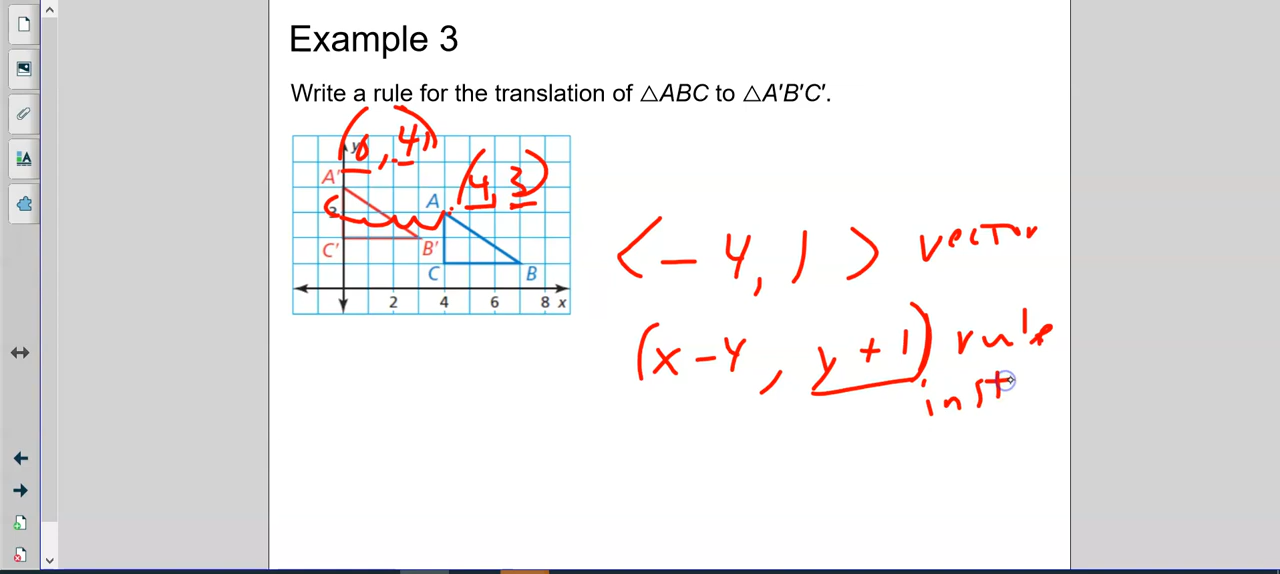 Example 3
Write a rule for the translation of △ABC to △A′B′C′.
(0, 4)
y
A′
(4, 3)
A
2
C′
B′
C
B
2 4 6 8 x
< - 4, 1 > vector
(x - 4, y + 1) rule
inst